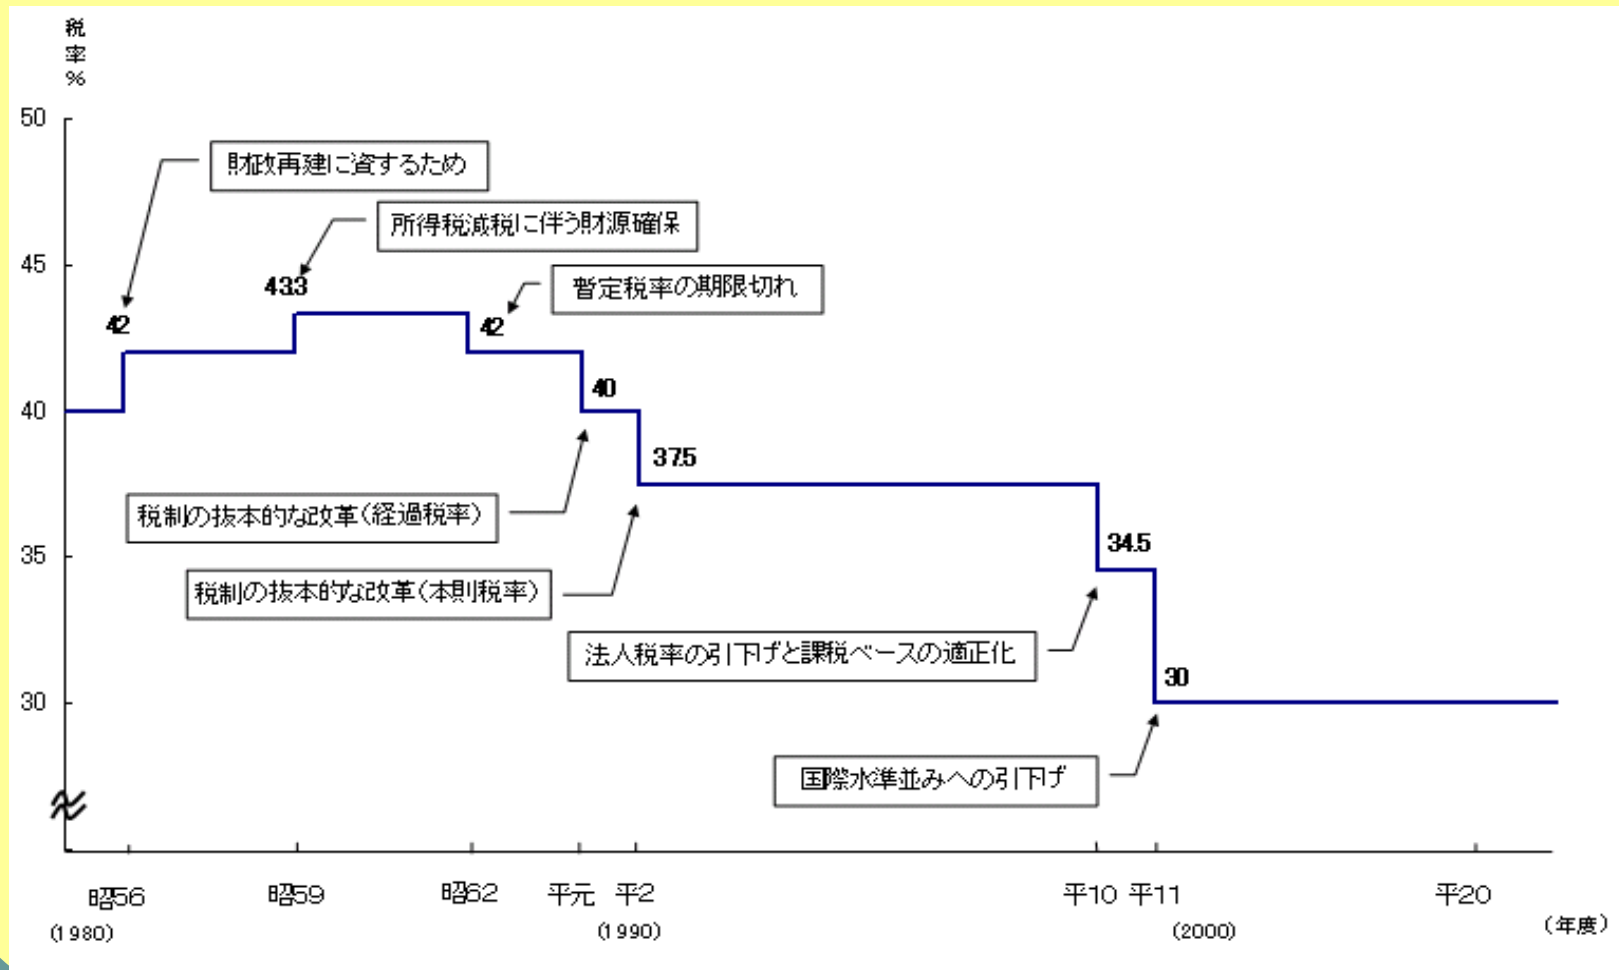 税
率
%
50
財政再建に資するため
所得税減税に伴う財源確保
45
43.3
暫定税率の期限切れ
42
42
40
40
37.5
税制の抜本的な改革(経過税率)
35
34.5
税制の抜本的な改革(本則税率)
法人税率の引下げと課税ベースの適正化
30
30
国際水準並みへの引下げ
昭56 昭59 昭62 平元 平2 平10 平11 平20
(1980) (1990) (2000) (年度)